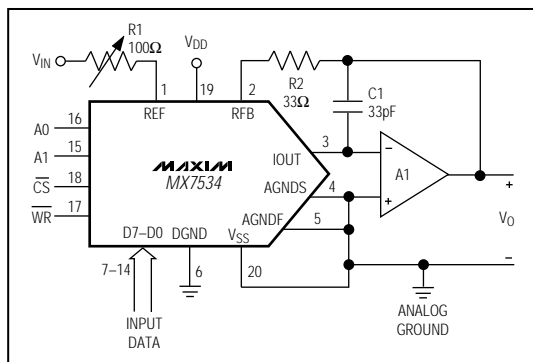 R1
100Ω
VIN
VDD
R2
33Ω
C1
33pF
1
19
2
REF
RFB
A0
16
A1
15
CS
18
WR
17
MAXIM
MX7534
IOUT
3
AGNDS
4
AGNDF
5
−
A1
+
+
VO
−
D7–D0
DGND
VSS
7–14
6
20
INPUT
DATA
ANALOG
GROUND